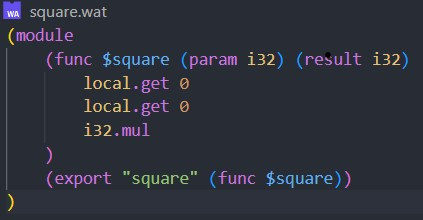 WA square.wat
(module
    (func $square (param i32) (result i32)
        local.get 0
        local.get 0
        i32.mul
    )
    (export "square" (func $square))
)